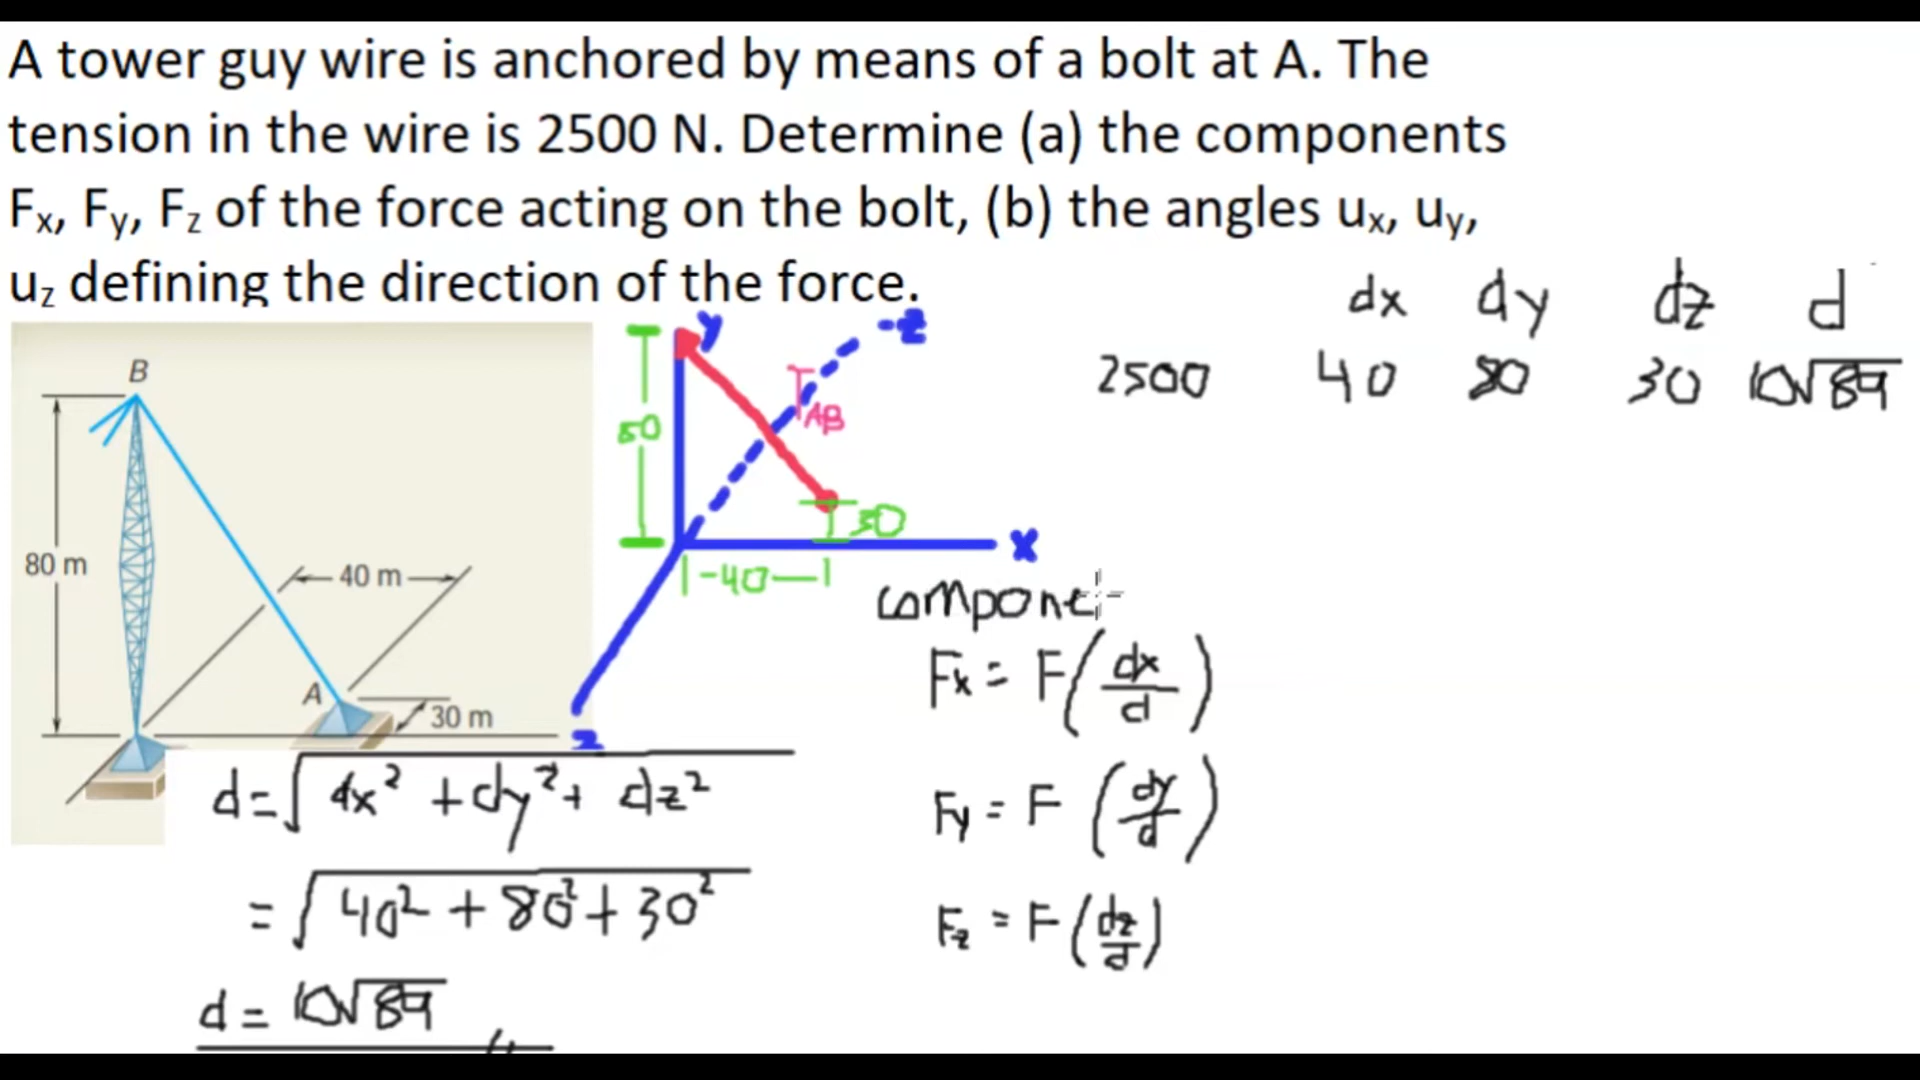 A tower guy wire is anchored by means of a bolt at A. The
tension in the wire is 2500 N. Determine (a) the components
Fx, Fy, Fz of the force acting on the bolt, (b) the angles ux, uy,
uz defining the direction of the force.
dx dy dz d
2500 40 80 30 10√89
B
80 m
40 m
A
30 m
y
-z
80
TAB
30
x
-40
z
compone
Fx = F(dx/d)
Fy = F(dy/d)
Fz = F(dz/d)
d=√dx²+dy²+dz²
=√40²+80²+30²
d=10√89